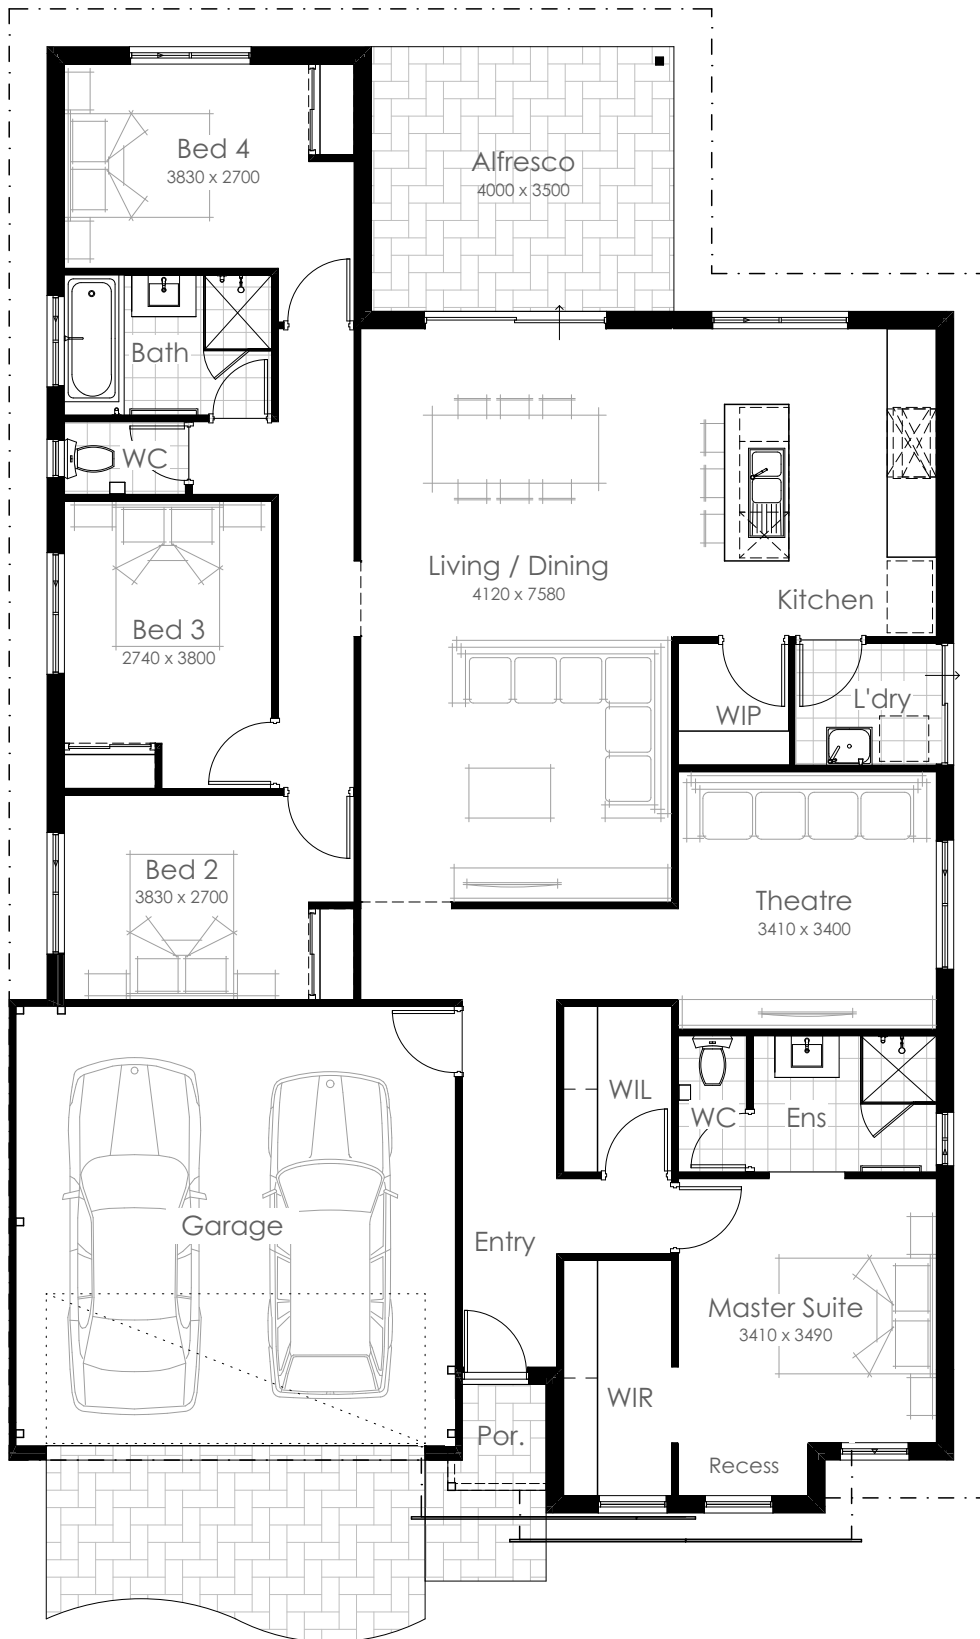 Bed 4
3830 x 2700
Alfresco
4000 x 3500
Bath
WC
Living / Dining
4120 x 7580
Kitchen
Bed 3
2740 x 3800
WIP
L'dry
Bed 2
3830 x 2700
Theatre
3410 x 3400
WIL
WC
Ens
Garage
Entry
Master Suite
3410 x 3490
WIR
Por.
Recess